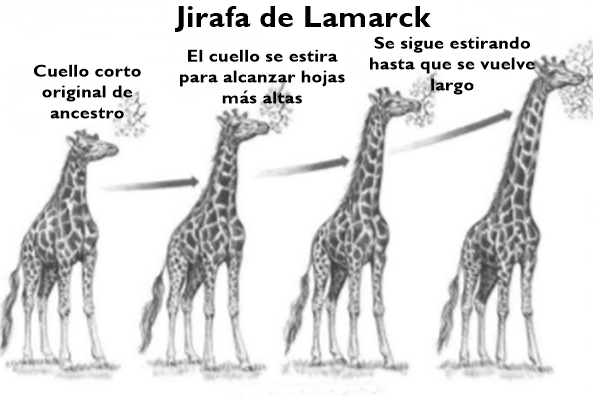 Jirafa de Lamarck
Cuello corto
original de
ancestro
El cuello se estira
para alcanzar hojas
más altas
Se sigue estirando
hasta que se vuelve
largo